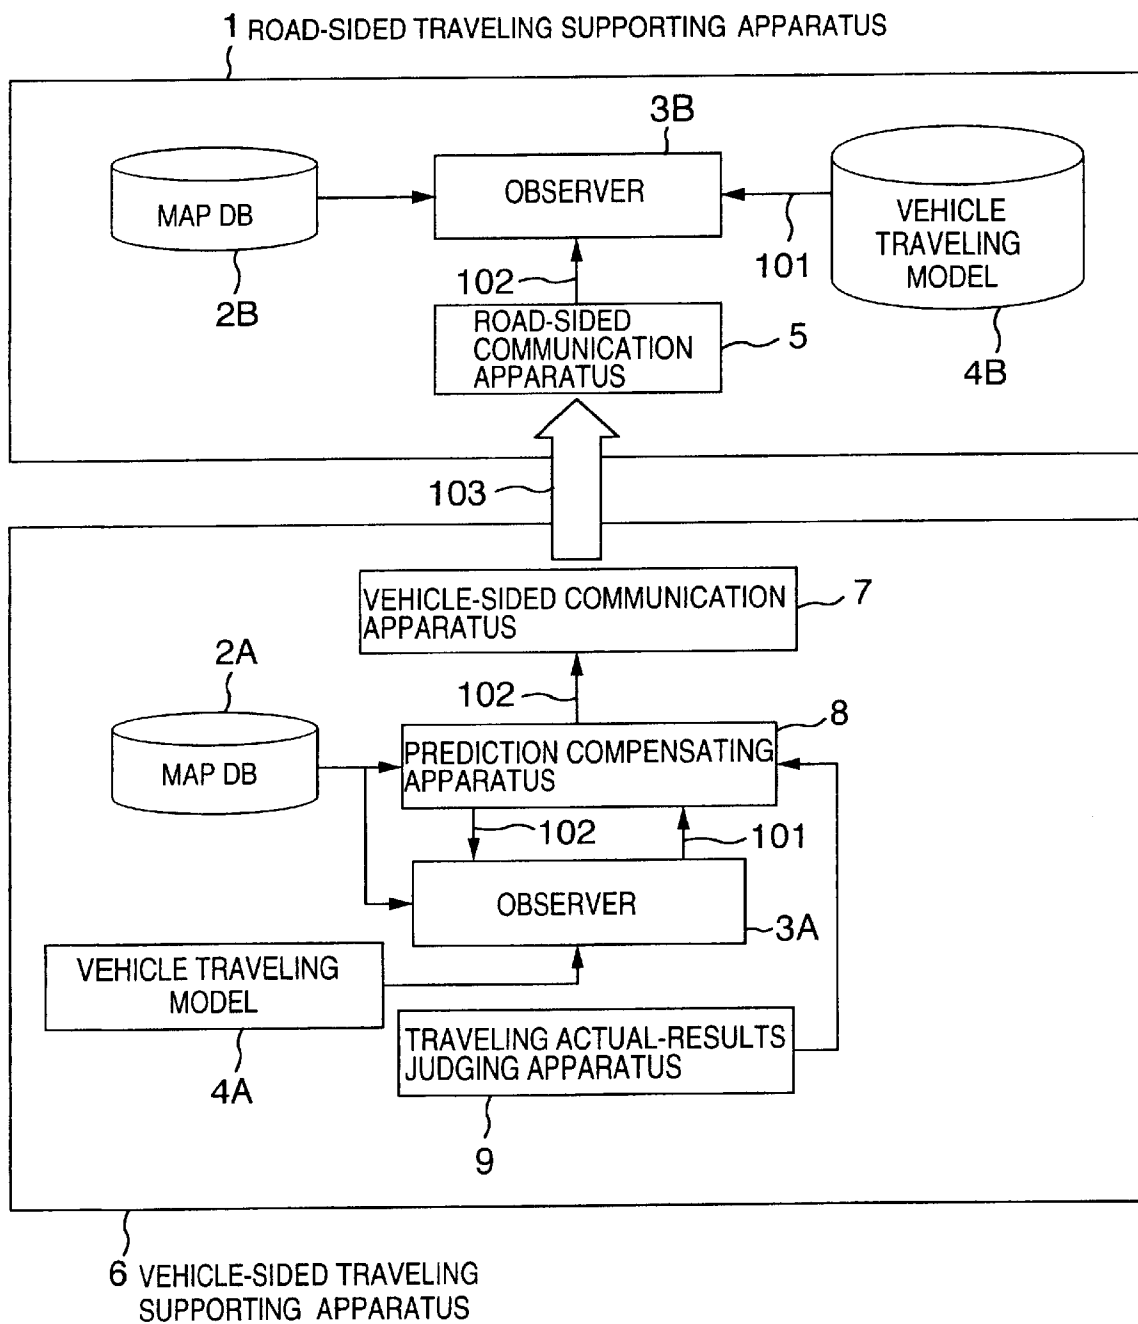 1 ROAD-SIDED TRAVELING SUPPORTING APPARATUS
3B
MAP DB
OBSERVER
VEHICLE
TRAVELING
MODEL
101
102
2B
ROAD-SIDED
COMMUNICATION
APPARATUS
5
4B
103
VEHICLE-SIDED COMMUNICATION
APPARATUS
7
2A
102
8
MAP DB
PREDICTION COMPENSATING
APPARATUS
102
101
OBSERVER
3A
VEHICLE TRAVELING
MODEL
4A
TRAVELING ACTUAL-RESULTS
JUDGING APPARATUS
9
6 VEHICLE-SIDED TRAVELING
SUPPORTING APPARATUS